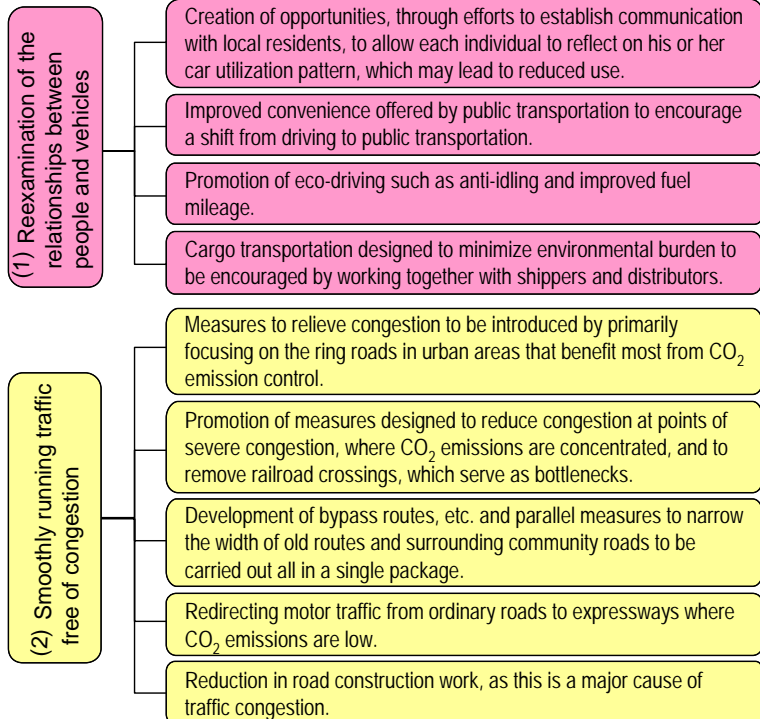 (1) Reexamination of the
relationships between
people and vehicles
Creation of opportunities, through efforts to establish communication
with local residents, to allow each individual to reflect on his or her
car utilization pattern, which may lead to reduced use.
Improved convenience offered by public transportation to encourage
a shift from driving to public transportation.
Promotion of eco-driving such as anti-idling and improved fuel
mileage.
Cargo transportation designed to minimize environmental burden to
be encouraged by working together with shippers and distributors.
(2) Smoothly running traffic
free of congestion
Measures to relieve congestion to be introduced by primarily
focusing on the ring roads in urban areas that benefit most from CO₂
emission control.
Promotion of measures designed to reduce congestion at points of
severe congestion, where CO₂ emissions are concentrated, and to
remove railroad crossings, which serve as bottlenecks.
Development of bypass routes, etc. and parallel measures to narrow
the width of old routes and surrounding community roads to be
carried out all in a single package.
Redirecting motor traffic from ordinary roads to expressways where
CO₂ emissions are low.
Reduction in road construction work, as this is a major cause of
traffic congestion.